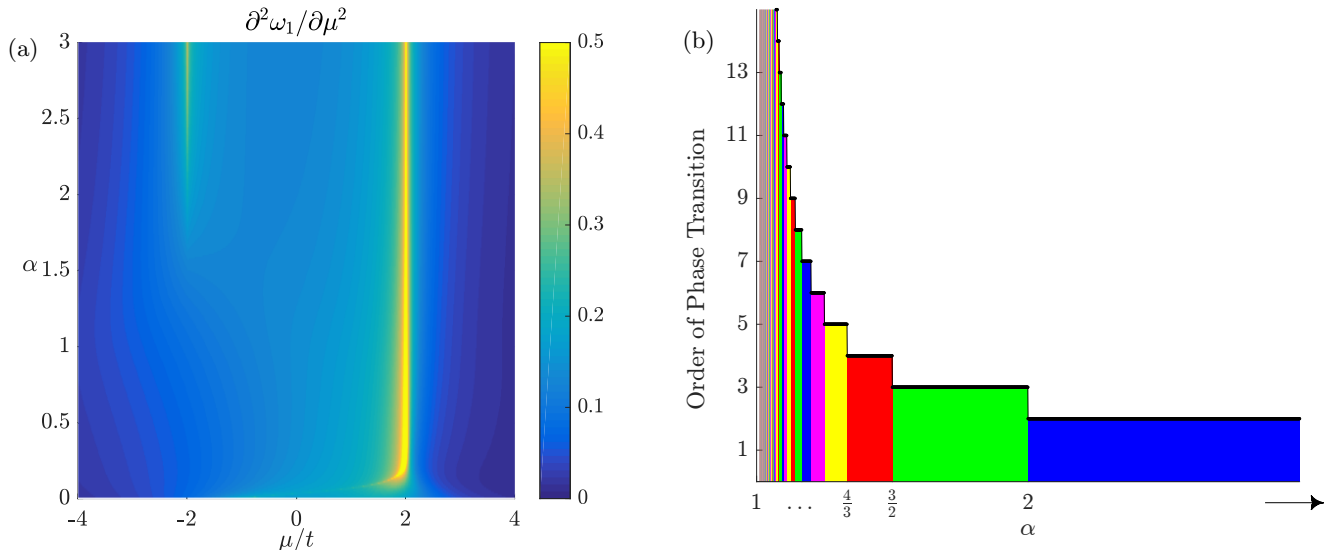 (a)
∂²ω₁/∂μ²
3
2.5
2
α 1.5
1
0.5
0
-4 -2 0 2 4
μ/t
0.5
0.4
0.3
0.2
0.1
0
(b)
Order of Phase Transition
13
11
9
7
5
3
1
1 ... 4/3 3/2 2
α